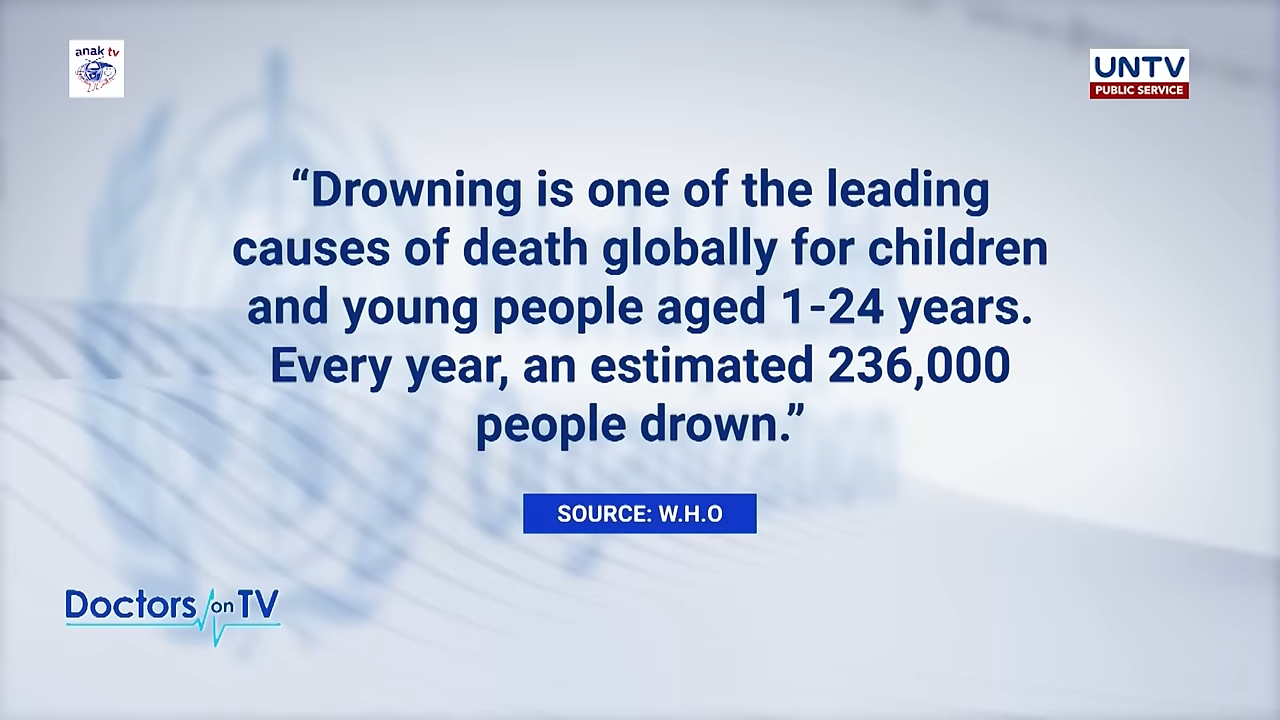 anak tv
UNTV
PUBLIC SERVICE
“Drowning is one of the leading
causes of death globally for children
and young people aged 1-24 years.
Every year, an estimated 236,000
people drown.”
SOURCE: W.H.O
Doctors on TV